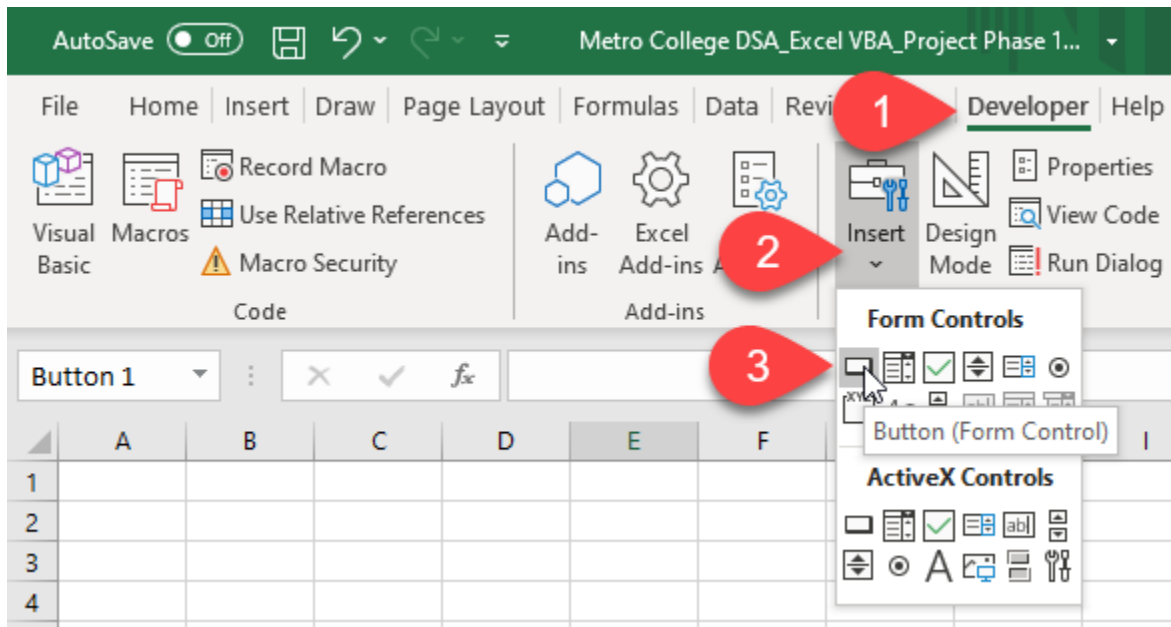 AutoSave Off Metro College DSA_Excel VBA_Project Phase 1...
File Home Insert Draw Page Layout Formulas Data Developer Help
1
Record Macro
Use Relative References
Macro Security
Visual Basic
Macros
Code
Add-ins
Excel Add-ins
Add-ins
Insert
Design Mode
Properties
View Code
Run Dialog
2
Form Controls
3
Button 1 fx
Button (Form Control)
A B C D E F I
ActiveX Controls
1
2
3
4